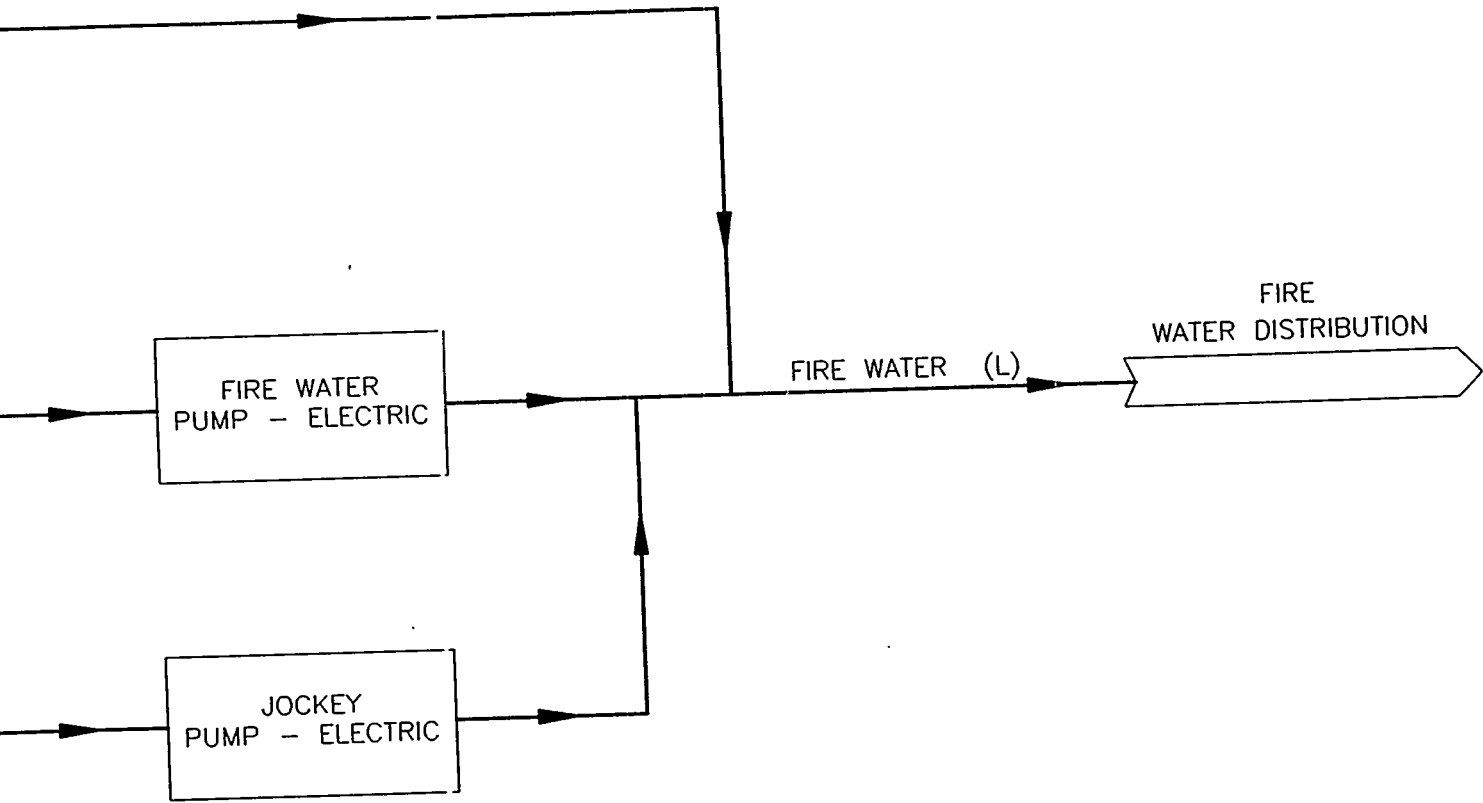 FIRE
WATER DISTRIBUTION
FIRE WATER (L)
FIRE WATER
PUMP – ELECTRIC
JOCKEY
PUMP – ELECTRIC